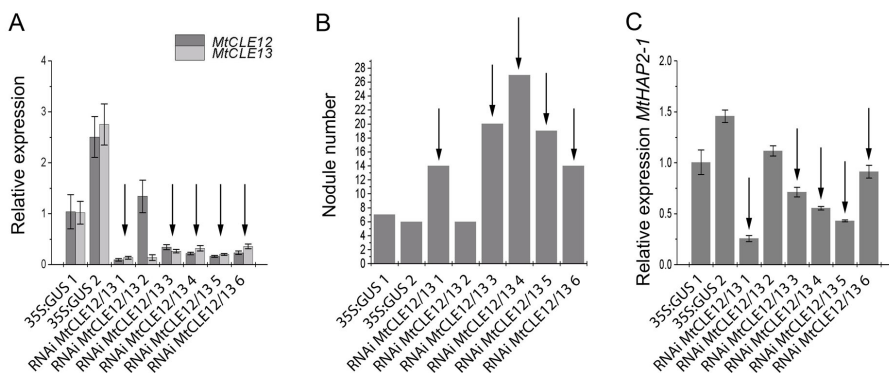 A
MtCLE12
MtCLE13
Relative expression
4
3
2
1
0
35S:GUS 1
35S:GUS 2
RNAi MtCLE12/13 1
RNAi MtCLE12/13 2
RNAi MtCLE12/13 3
RNAi MtCLE12/13 4
RNAi MtCLE12/13 5
RNAi MtCLE12/13 6
B
Nodule number
28
26
24
22
20
18
16
14
12
10
8
6
4
2
0
35S:GUS 1
35S:GUS 2
RNAi MtCLE12/13 1
RNAi MtCLE12/13 2
RNAi MtCLE12/13 3
RNAi MtCLE12/13 4
RNAi MtCLE12/13 5
RNAi MtCLE12/13 6
C
Relative expression MtHAP2-1
2.0
1.5
1.0
0.5
0.0
35S:GUS 1
35S:GUS 2
RNAi MtCLE12/13 1
RNAi MtCLE12/13 2
RNAi MtCLE12/13 3
RNAi MtCLE12/13 4
RNAi MtCLE12/13 5
RNAi MtCLE12/13 6